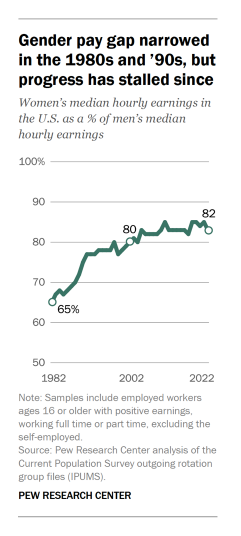 Gender pay gap narrowed
in the 1980s and ’90s, but
progress has stalled since
Women’s median hourly earnings in
the U.S. as a % of men’s median
hourly earnings
100%
90
82
80
80
70
65%
60
50
1982
2002
2022
Note: Samples include employed workers
ages 16 or older with positive earnings,
working full time or part time, excluding the
self-employed.
Source: Pew Research Center analysis of the
Current Population Survey outgoing rotation
group files (IPUMS).
PEW RESEARCH CENTER